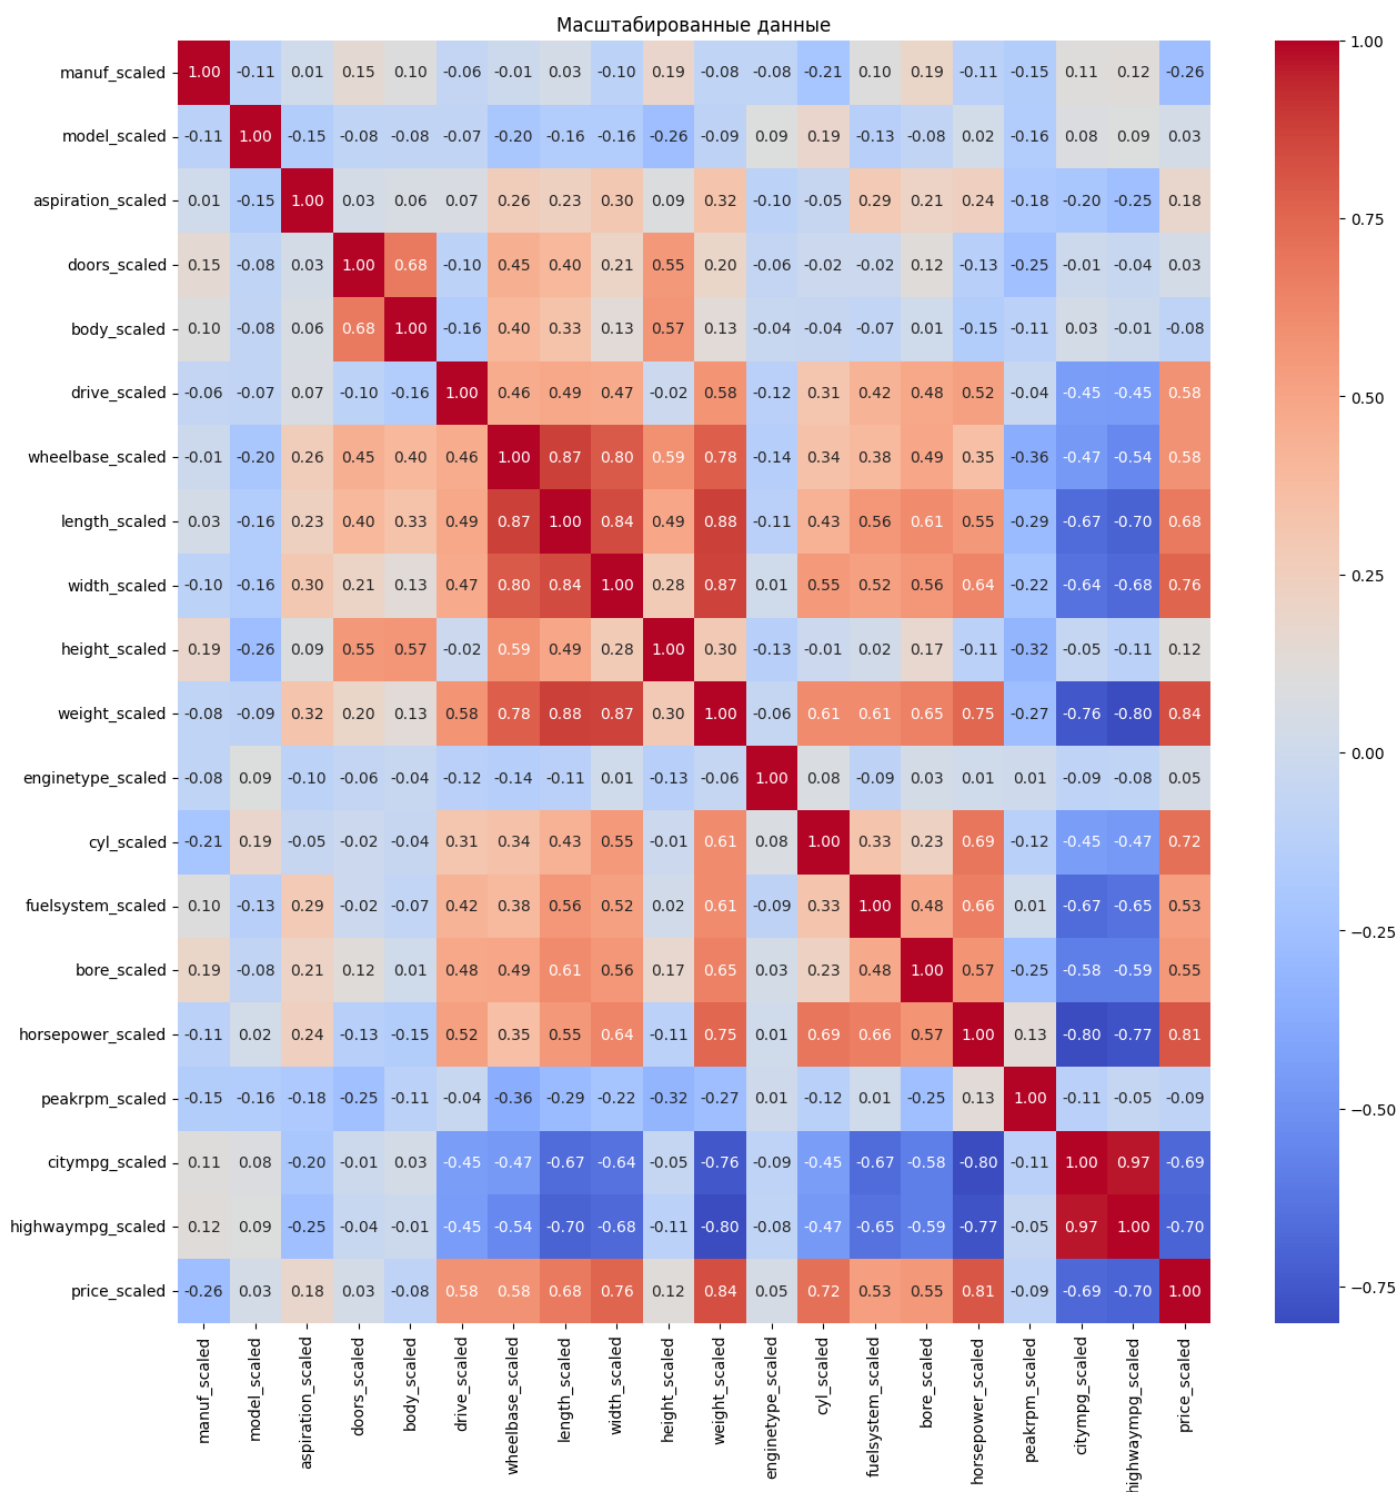 Масштабированные данные
manuf_scaled 1.00 -0.11 0.01 0.15 0.10 -0.06 -0.01 0.03 -0.10 0.19 -0.08 -0.08 -0.21 0.10 0.19 -0.11 -0.15 0.11 0.12 -0.26
model_scaled -0.11 1.00 -0.15 -0.08 -0.08 -0.07 -0.20 -0.16 -0.16 -0.26 -0.09 0.09 0.19 -0.13 -0.08 0.02 -0.16 0.08 0.09 0.03
aspiration_scaled 0.01 -0.15 1.00 0.03 0.06 0.07 0.26 0.23 0.30 0.09 0.32 -0.10 -0.05 0.29 0.21 0.24 -0.18 -0.20 -0.25 0.18
doors_scaled 0.15 -0.08 0.03 1.00 0.68 -0.10 0.45 0.40 0.21 0.55 0.20 -0.06 -0.02 -0.02 0.12 -0.13 -0.25 -0.01 -0.04 0.03
body_scaled 0.10 -0.08 0.06 0.68 1.00 -0.16 0.40 0.33 0.13 0.57 0.13 -0.04 -0.04 -0.07 0.01 -0.15 -0.11 0.03 -0.01 -0.08
drive_scaled -0.06 -0.07 0.07 -0.10 -0.16 1.00 0.46 0.49 0.47 -0.02 0.58 -0.12 0.31 0.42 0.48 0.52 -0.04 -0.45 -0.45 0.58
wheelbase_scaled -0.01 -0.20 0.26 0.45 0.40 0.46 1.00 0.87 0.80 0.59 0.78 -0.14 0.34 0.38 0.49 0.35 -0.36 -0.47 -0.54 0.58
length_scaled 0.03 -0.16 0.23 0.40 0.33 0.49 0.87 1.00 0.84 0.49 0.88 -0.11 0.43 0.56 0.61 0.55 -0.29 -0.67 -0.70 0.68
width_scaled -0.10 -0.16 0.30 0.21 0.13 0.47 0.80 0.84 1.00 0.28 0.87 0.01 0.55 0.52 0.56 0.64 -0.22 -0.64 -0.68 0.76
height_scaled 0.19 -0.26 0.09 0.55 0.57 -0.02 0.59 0.49 0.28 1.00 0.30 -0.13 -0.01 0.02 0.17 -0.11 -0.32 -0.05 -0.11 0.12
weight_scaled -0.08 -0.09 0.32 0.20 0.13 0.58 0.78 0.88 0.87 0.30 1.00 -0.06 0.61 0.61 0.65 0.75 -0.27 -0.76 -0.80 0.84
enginetype_scaled -0.08 0.09 -0.10 -0.06 -0.04 -0.12 -0.14 -0.11 0.01 -0.13 -0.06 1.00 0.08 -0.09 0.03 0.01 0.01 -0.09 -0.08 0.05
cyl_scaled -0.21 0.19 -0.05 -0.02 -0.04 0.31 0.34 0.43 0.55 -0.01 0.61 0.08 1.00 0.33 0.23 0.69 -0.12 -0.45 -0.47 0.72
fuelsystem_scaled 0.10 -0.13 0.29 -0.02 -0.07 0.42 0.38 0.56 0.52 0.02 0.61 -0.09 0.33 1.00 0.48 0.66 0.01 -0.67 -0.65 0.53
bore_scaled 0.19 -0.08 0.21 0.12 0.01 0.48 0.49 0.61 0.56 0.17 0.65 0.03 0.23 0.48 1.00 0.57 -0.25 -0.58 -0.59 0.55
horsepower_scaled -0.11 0.02 0.24 -0.13 -0.15 0.52 0.35 0.55 0.64 -0.11 0.75 0.01 0.69 0.66 0.57 1.00 0.13 -0.80 -0.77 0.81
peakrpm_scaled -0.15 -0.16 -0.18 -0.25 -0.11 -0.04 -0.36 -0.29 -0.22 -0.32 -0.27 0.01 -0.12 0.01 -0.25 0.13 1.00 -0.11 -0.05 -0.09
citympg_scaled 0.11 0.08 -0.20 -0.01 0.03 -0.45 -0.47 -0.67 -0.64 -0.05 -0.76 -0.09 -0.45 -0.67 -0.58 -0.80 -0.11 1.00 0.97 -0.69
highwaympg_scaled 0.12 0.09 -0.25 -0.04 -0.01 -0.45 -0.54 -0.70 -0.68 -0.11 -0.80 -0.08 -0.47 -0.65 -0.59 -0.77 -0.05 0.97 1.00 -0.70
price_scaled -0.26 0.03 0.18 0.03 -0.08 0.58 0.58 0.68 0.76 0.12 0.84 0.05 0.72 0.53 0.55 0.81 -0.09 -0.69 -0.70 1.00
manuf_scaled
model_scaled
aspiration_scaled
doors_scaled
body_scaled
drive_scaled
wheelbase_scaled
length_scaled
width_scaled
height_scaled
weight_scaled
enginetype_scaled
cyl_scaled
fuelsystem_scaled
bore_scaled
horsepower_scaled
peakrpm_scaled
citympg_scaled
highwaympg_scaled
price_scaled
1.00
0.75
0.50
0.25
0.00
−0.25
−0.50
−0.75